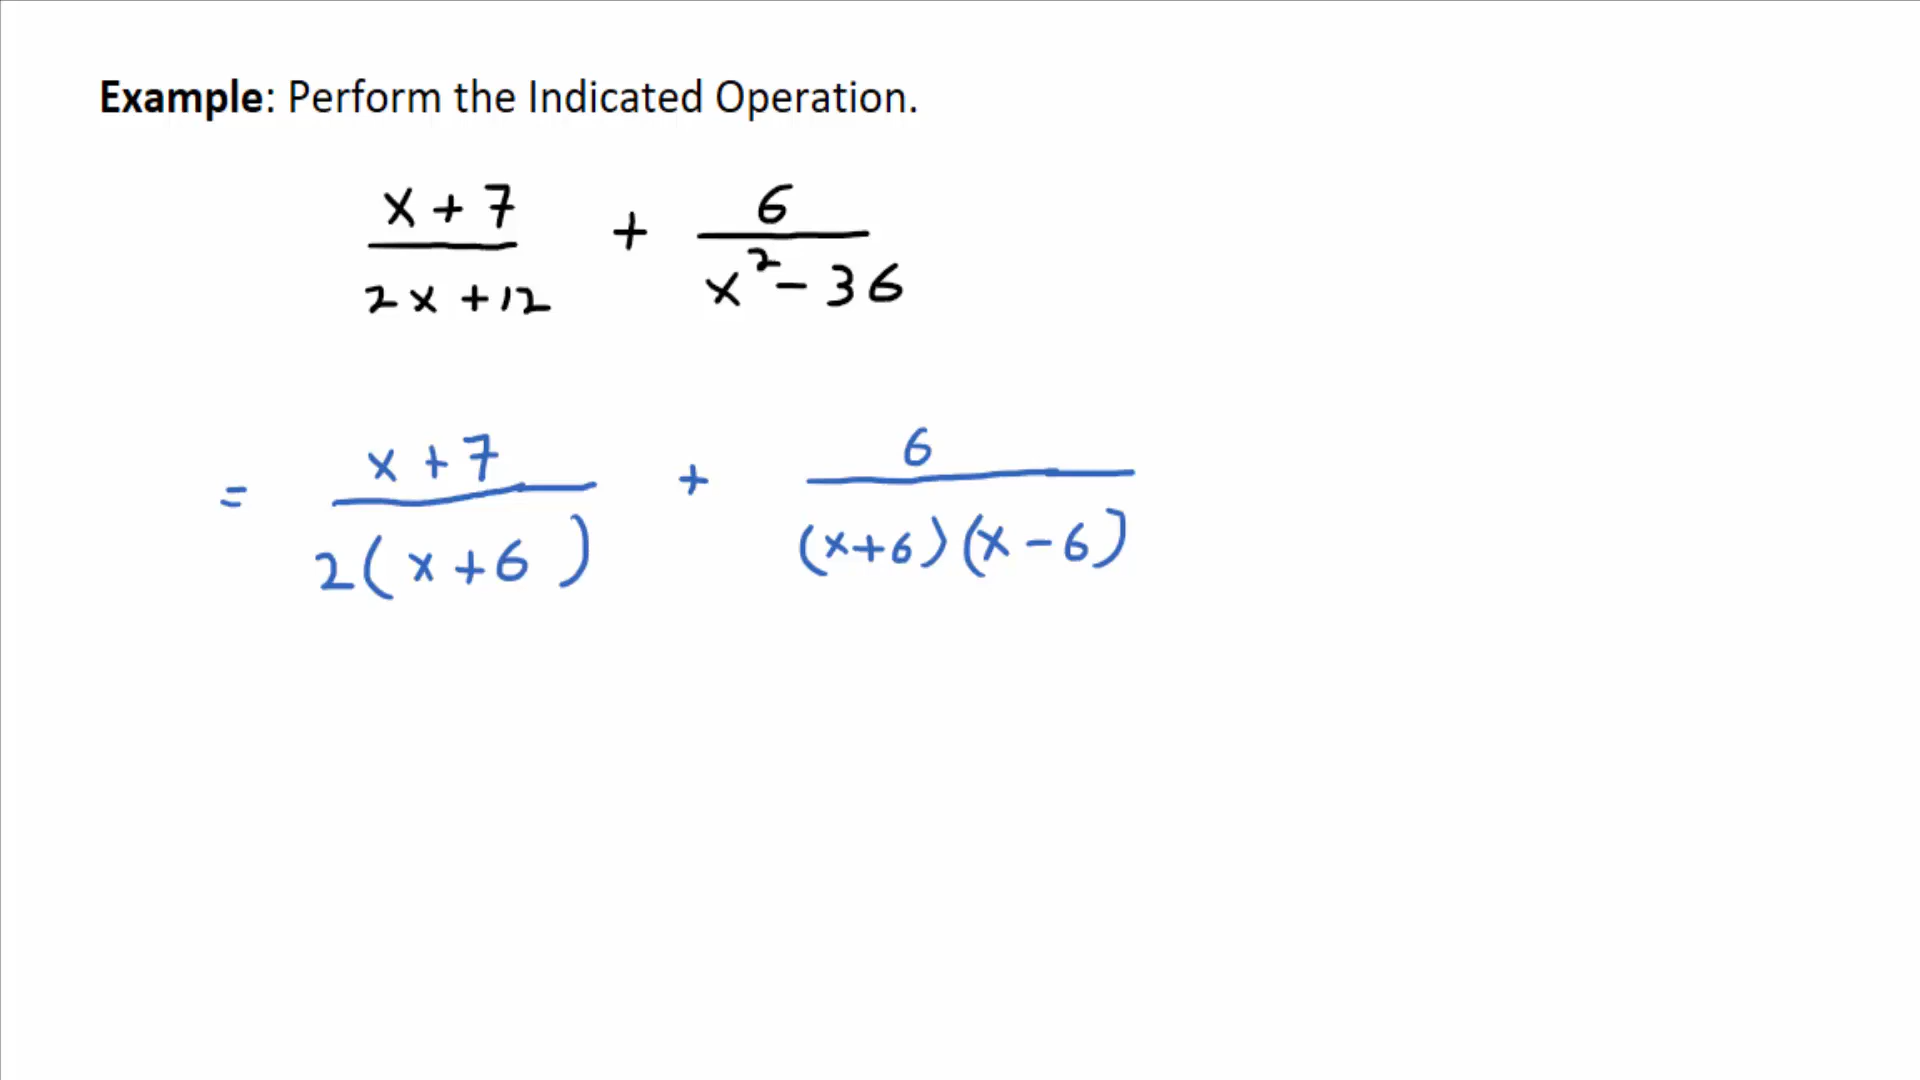 Example: Perform the Indicated Operation.
x + 7 / 2x + 12 + 6 / x² - 36
= x + 7 / 2(x + 6) + 6 / (x+6)(x-6)